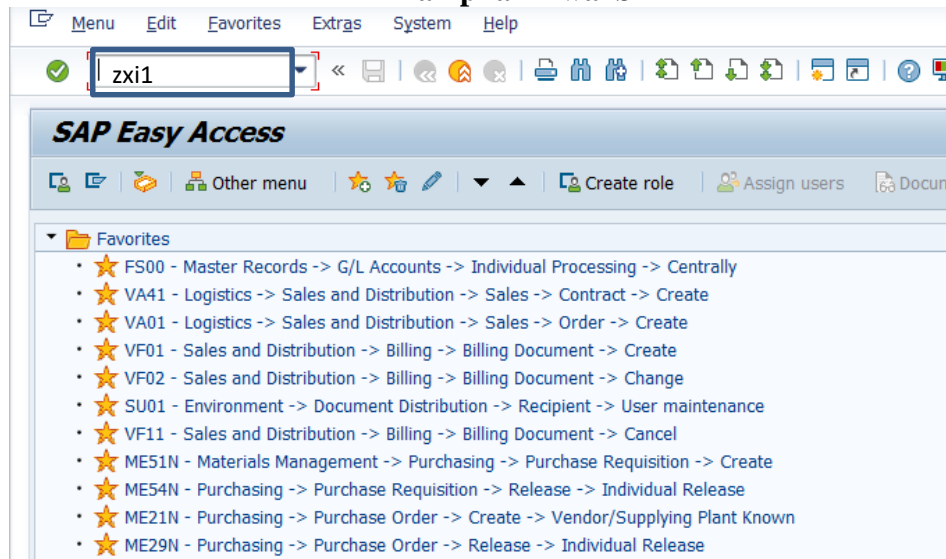 Menu Edit Favorites Extras System Help
zxi1
SAP Easy Access
Other menu Create role Assign users
Favorites
FS00 - Master Records -> G/L Accounts -> Individual Processing -> Centrally
VA41 - Logistics -> Sales and Distribution -> Sales -> Contract -> Create
VA01 - Logistics -> Sales and Distribution -> Sales -> Order -> Create
VF01 - Sales and Distribution -> Billing -> Billing Document -> Create
VF02 - Sales and Distribution -> Billing -> Billing Document -> Change
SU01 - Environment -> Document Distribution -> Recipient -> User maintenance
VF11 - Sales and Distribution -> Billing -> Billing Document -> Cancel
ME51N - Materials Management -> Purchasing -> Purchase Requisition -> Create
ME54N - Purchasing -> Purchase Requisition -> Release -> Individual Release
ME21N - Purchasing -> Purchase Order -> Create -> Vendor/Supplying Plant Known
ME29N - Purchasing -> Purchase Order -> Release -> Individual Release